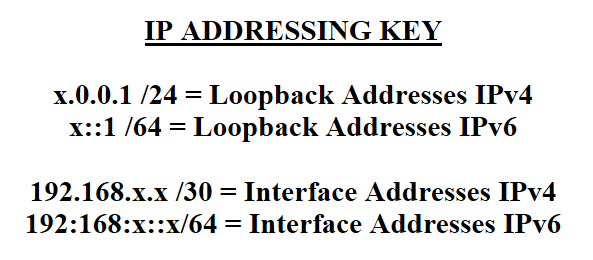 IP ADDRESSING KEY
x.0.0.1 /24 = Loopback Addresses IPv4
x::1 /64 = Loopback Addresses IPv6
192.168.x.x /30 = Interface Addresses IPv4
192:168:x::x/64 = Interface Addresses IPv6